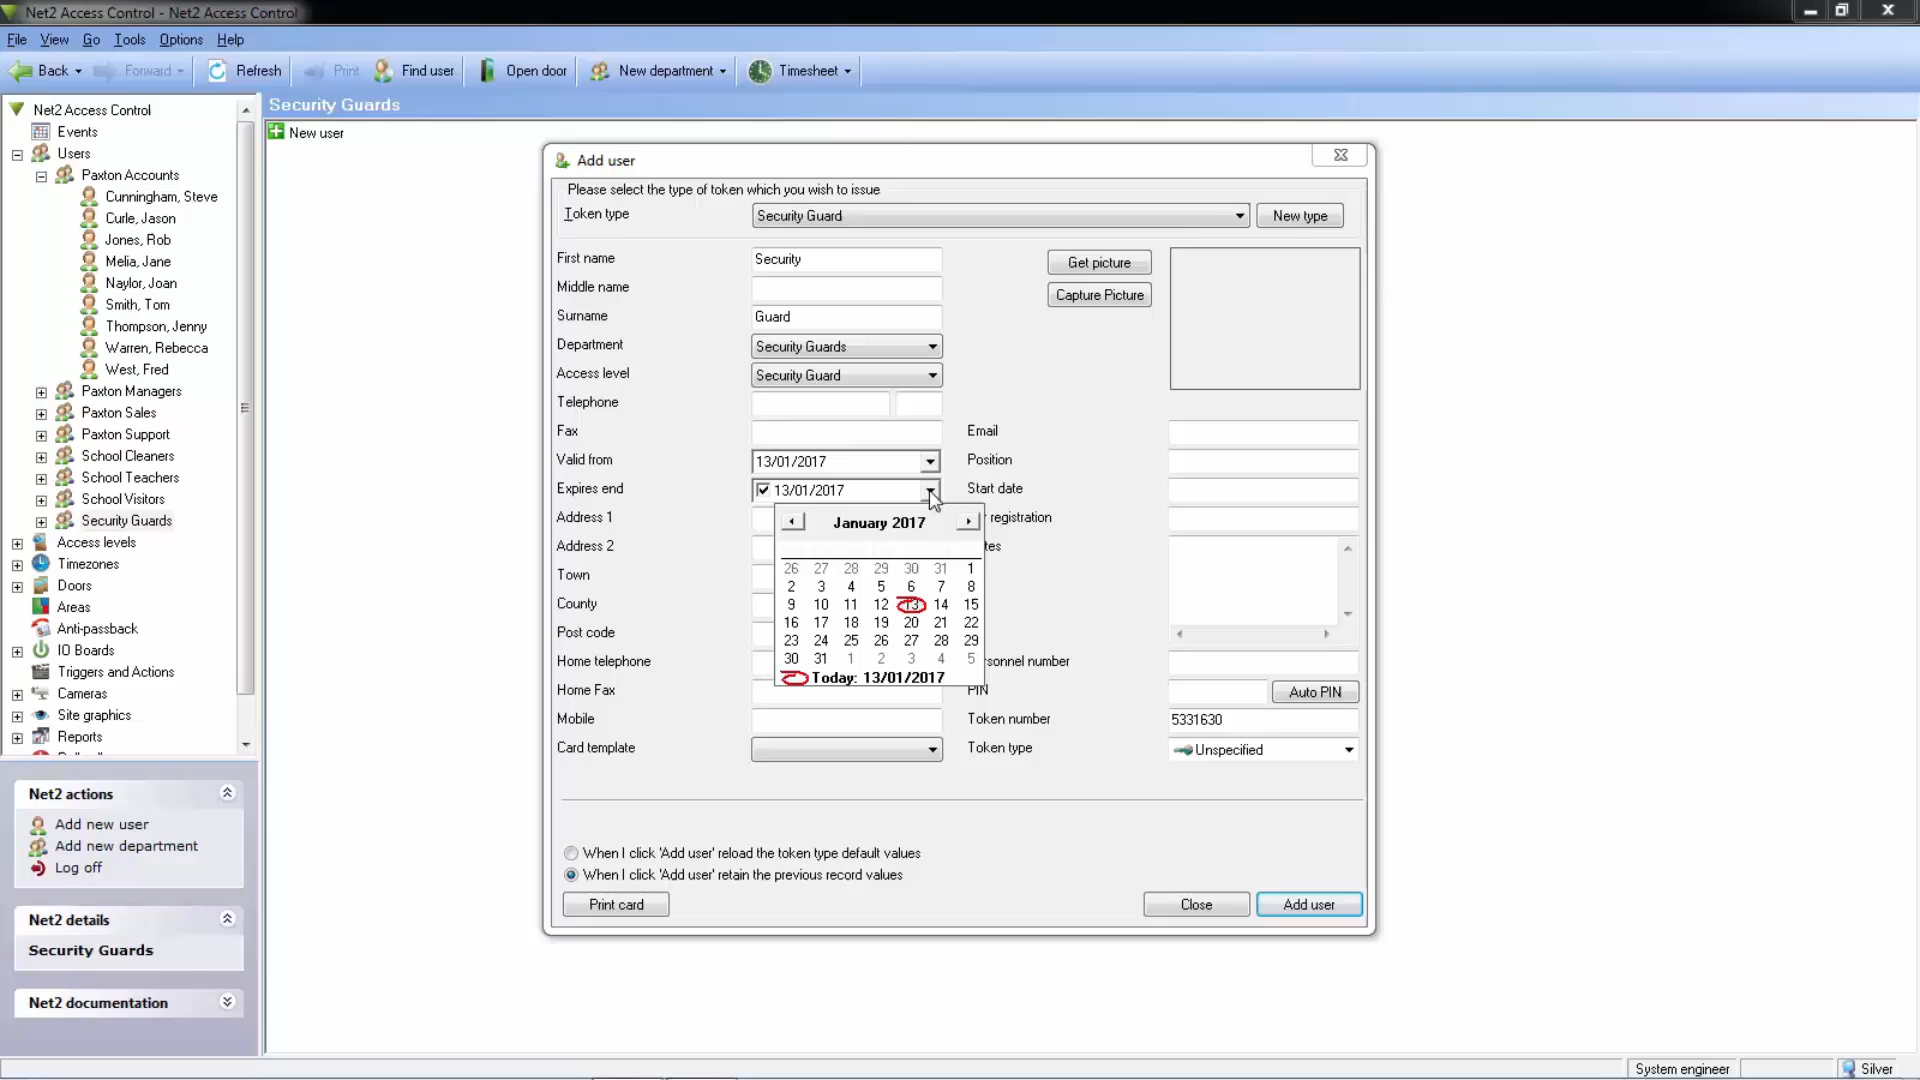 Net2 Access Control - Net2 Access Control
File View Go Tools Options Help
Back Forward Refresh Print Find user Open door New department Timesheet
Net2 Access Control
Events
Users
Paxton Accounts
Cunningham, Steve
Curle, Jason
Jones, Rob
Melia, Jane
Naylor, Joan
Smith, Tom
Thompson, Jenny
Warren, Rebecca
West, Fred
Paxton Managers
Paxton Sales
Paxton Support
School Cleaners
School Teachers
School Visitors
Security Guards
Access levels
Timezones
Doors
Areas
Anti-passback
IO Boards
Triggers and Actions
Cameras
Site graphics
Reports
Net2 actions
Add new user
Add new department
Log off
Net2 details
Security Guards
Net2 documentation
Security Guards
New user
Add user
Please select the type of token which you wish to issue
Token type Security Guard New type
First name Security Get picture
Middle name Capture Picture
Surname Guard
Department Security Guards
Access level Security Guard
Telephone
Fax Email
Valid from 13/01/2017 Position
Expires end 13/01/2017 Start date
Address 1 registration
Address 2
Town
County
Post code
Home telephone
Home Fax PIN Auto PIN
Mobile Token number 5331630
Card template Token type Unspecified
January 2017
26 27 28 29 30 31 1
2 3 4 5 6 7 8
9 10 11 12 13 14 15
16 17 18 19 20 21 22
23 24 25 26 27 28 29
30 31 1 2 3 4 5
Today: 13/01/2017
number
When I click 'Add user' reload the token type default values
When I click 'Add user' retain the previous record values
Print card Close Add user
System engineer Silver